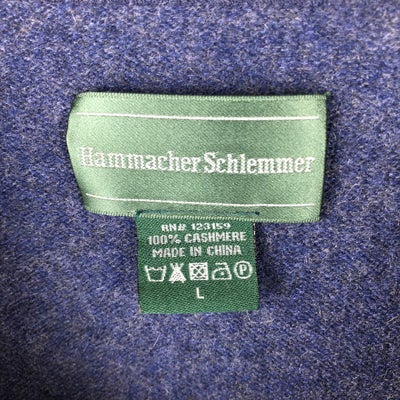 Hammacher Schlemmer
RN# 123159
100% CASHMERE
MADE IN CHINA
P
L